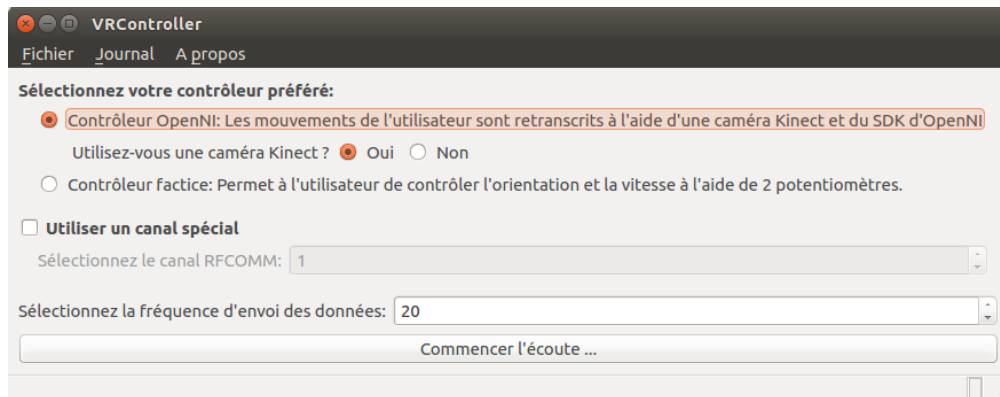 VRController
Fichier Journal A propos
Sélectionnez votre contrôleur préféré:
Contrôleur OpenNI: Les mouvements de l'utilisateur sont retranscrits à l'aide d'une caméra Kinect et du SDK d'OpenNI
Utilisez-vous une caméra Kinect ? Oui Non
Contrôleur factice: Permet à l'utilisateur de contrôler l'orientation et la vitesse à l'aide de 2 potentiomètres.
Utiliser un canal spécial
Sélectionnez le canal RFCOMM: 1
Sélectionnez la fréquence d'envoi des données: 20
Commencer l'écoute ...